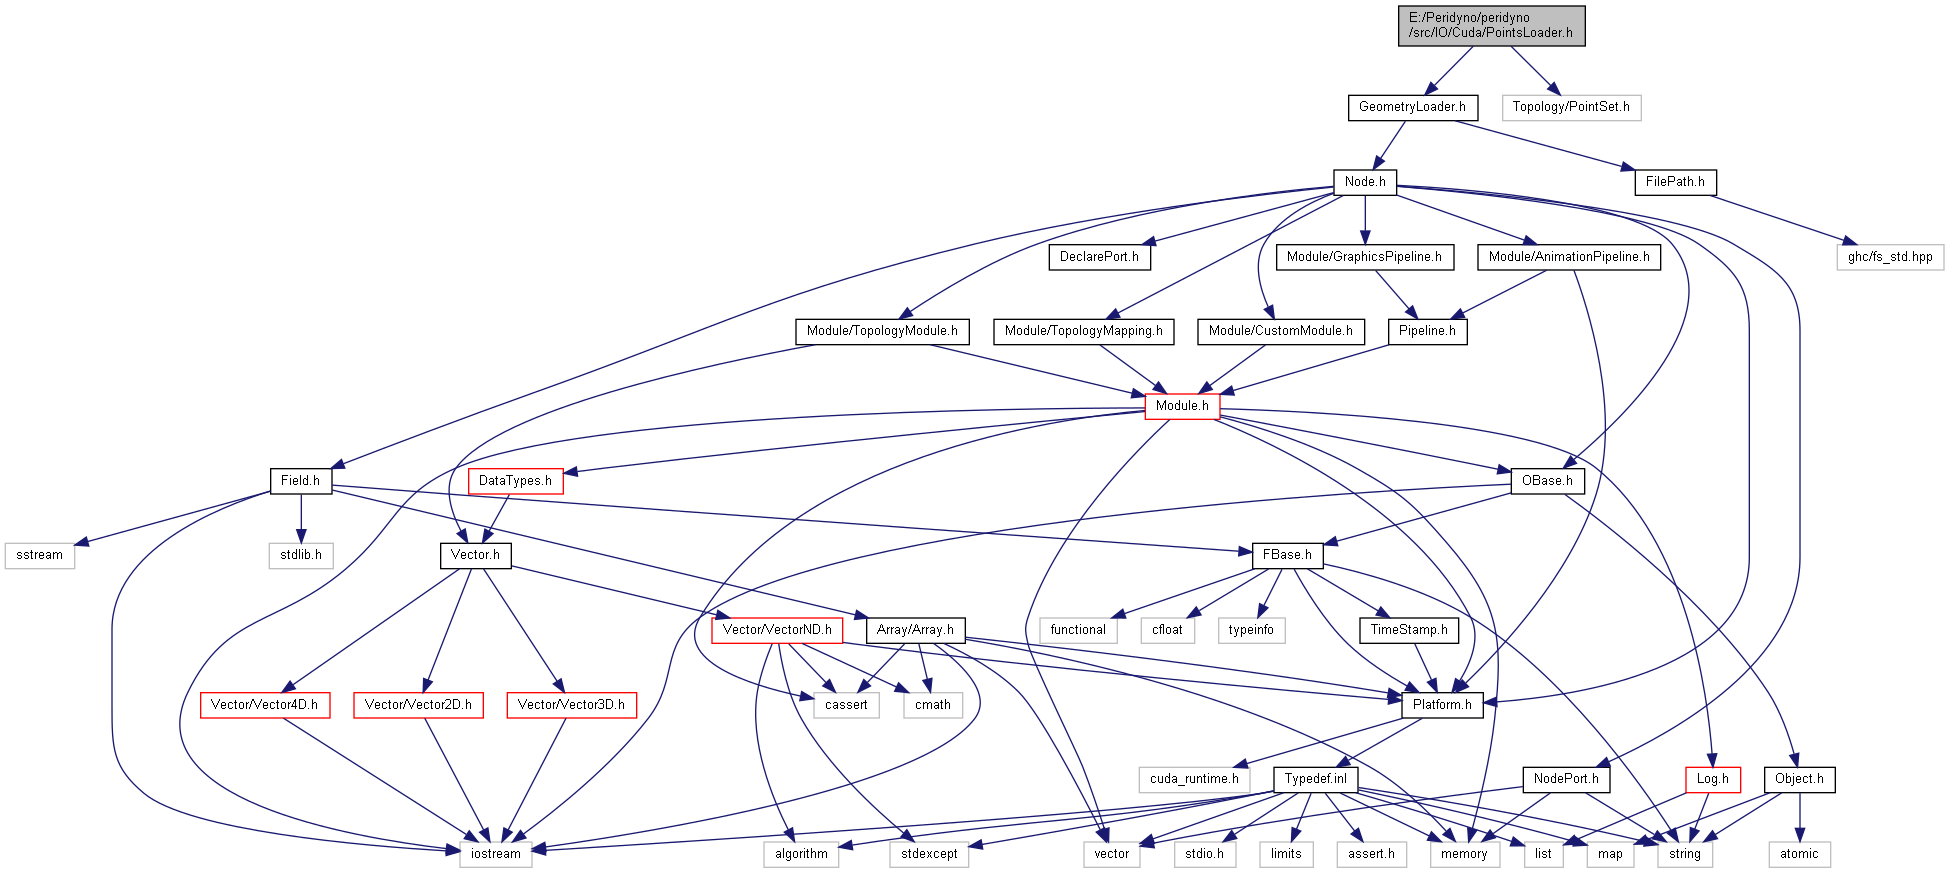 E:/Peridyno/peridyno
/src/IO/Cuda/PointsLoader.h
GeometryLoader.h
Topology/PointSet.h
Node.h
FilePath.h
DeclarePort.h
Module/GraphicsPipeline.h
Module/AnimationPipeline.h
ghc/fs_std.hpp
Module/TopologyModule.h
Module/TopologyMapping.h
Module/CustomModule.h
Pipeline.h
Module.h
Field.h
DataTypes.h
OBase.h
sstream
stdlib.h
Vector.h
FBase.h
Vector/VectorND.h
Array/Array.h
functional
cfloat
typeinfo
TimeStamp.h
Vector/Vector4D.h
Vector/Vector2D.h
Vector/Vector3D.h
cassert
cmath
Platform.h
cuda_runtime.h
Typedef.inl
NodePort.h
Log.h
Object.h
iostream
algorithm
stdexcept
vector
stdio.h
limits
assert.h
memory
list
map
string
atomic